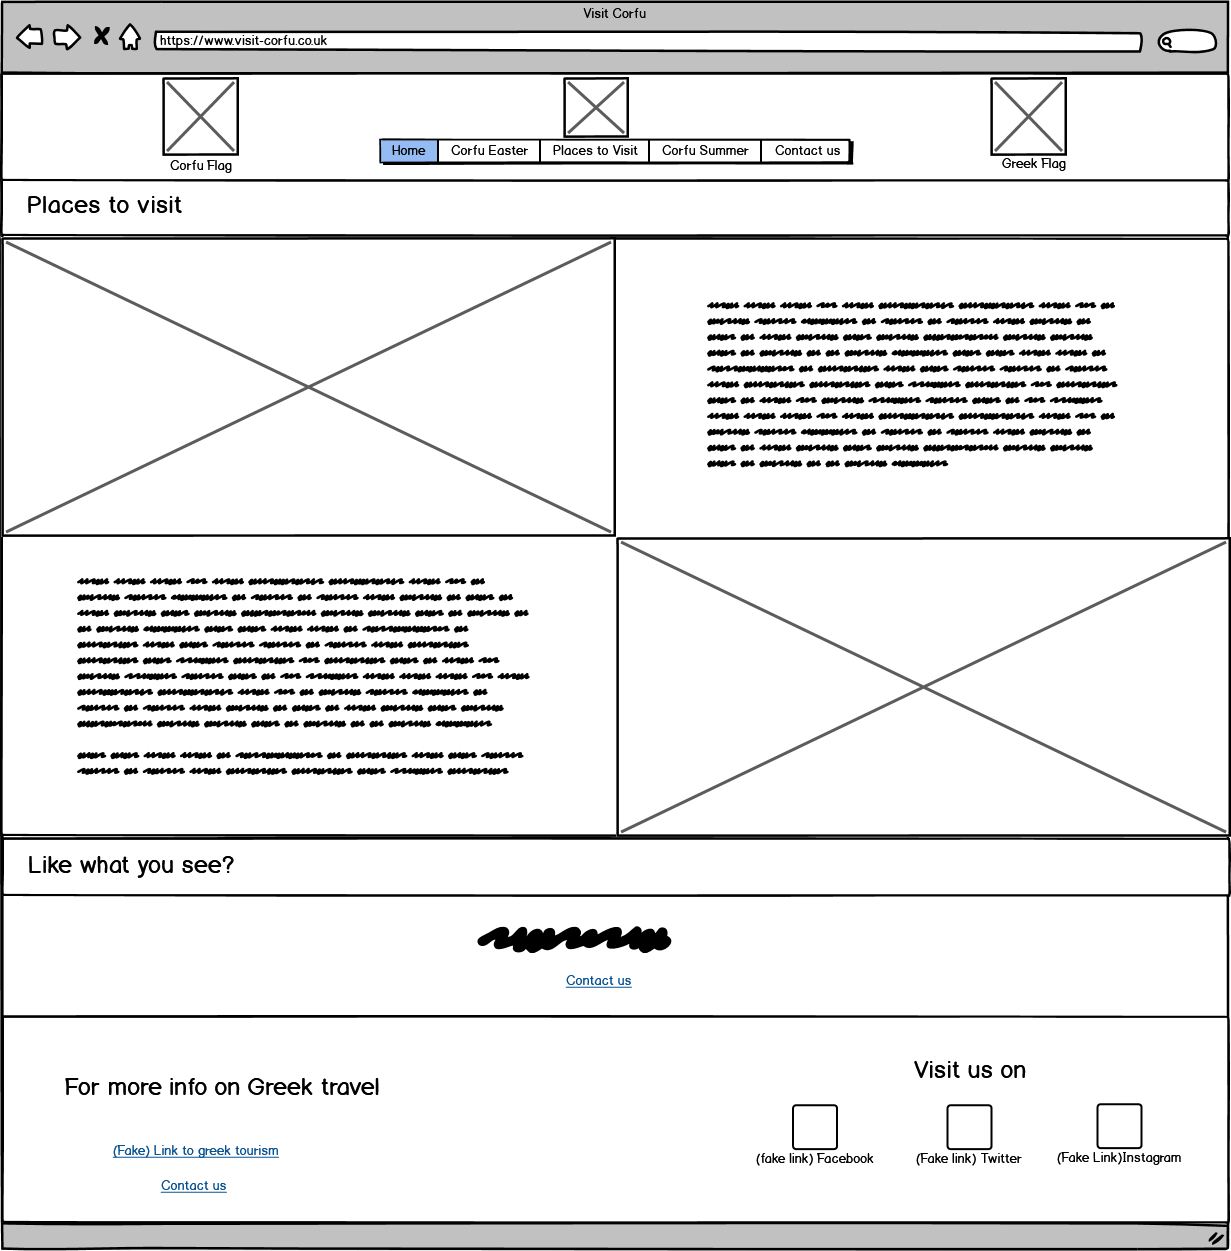 Visit Corfu
https://www.visit-corfu.co.uk
Corfu Flag
Home Corfu Easter Places to Visit Corfu Summer Contact us
Greek Flag
Places to visit
Like what you see?
Contact us
For more info on Greek travel
(Fake) Link to greek tourism
Contact us
Visit us on
(fake link) Facebook
(Fake link) Twitter
(Fake Link)Instagram